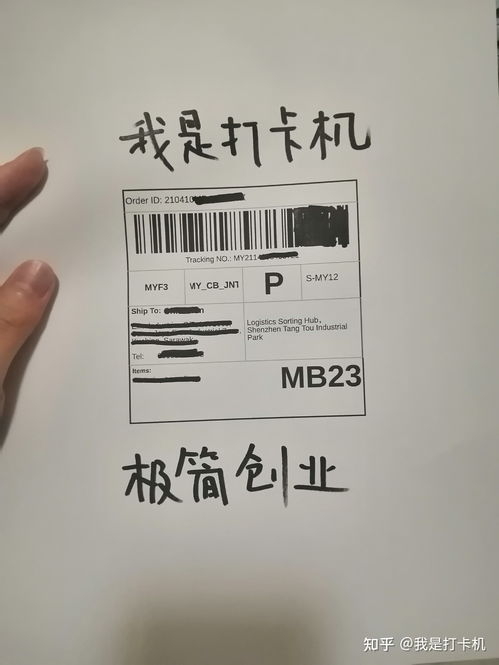 我是打卡机
Order ID: 210410
Tracking NO.: MY211
MYF3
MY_CB_JNT
P
S-MY12
Ship To:
Sarawak
Logistics Sorting Hub,
Shenzhen Tang Tou Industrial
Park
Tel:
Items:
MB23
极简创业
知乎 @我是打卡机